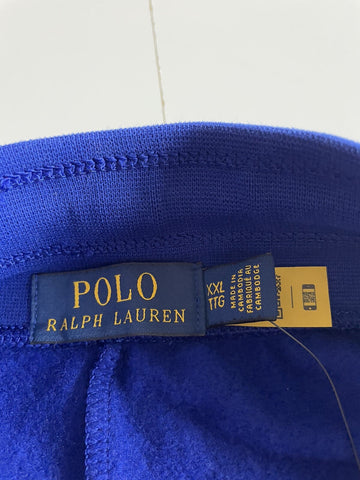 POLO
RALPH LAUREN
XXL
TTG
MADE IN
CAMBODIA
FABRIQUÉ AU
CAMBODGE